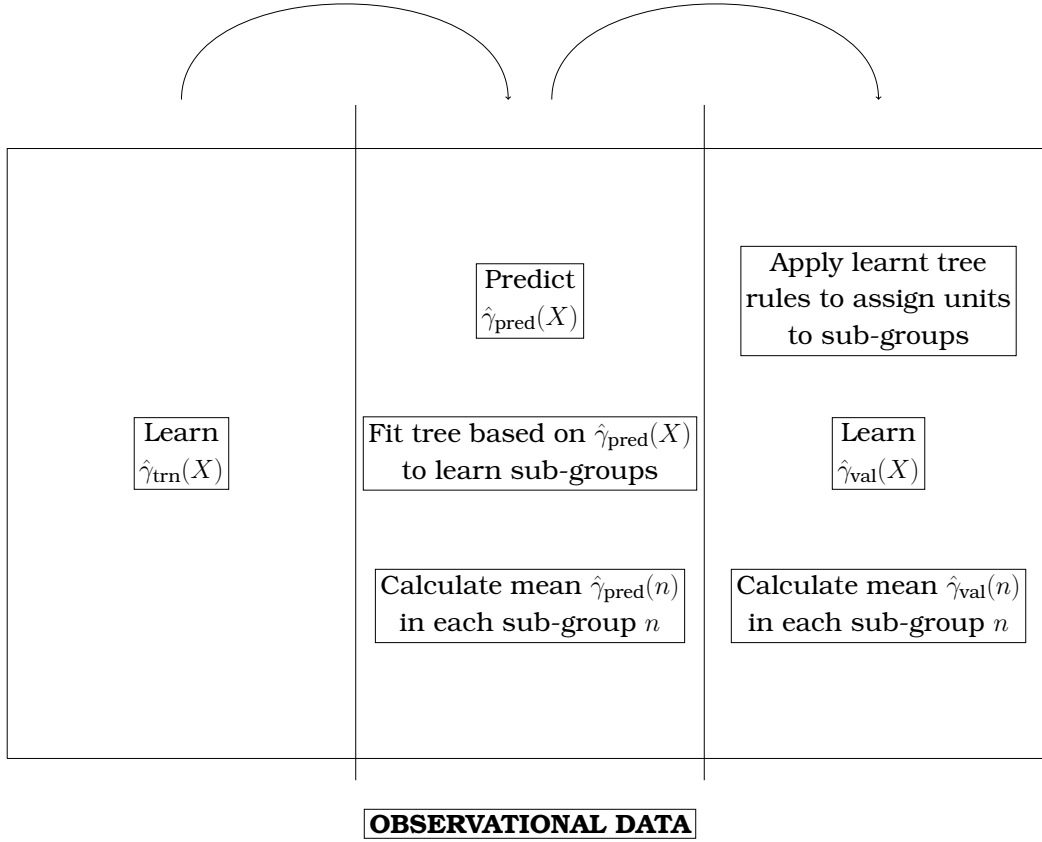 Learn
γ̂trn(X)
Predict
γ̂pred(X)
Fit tree based on γ̂pred(X)
to learn sub-groups
Calculate mean γ̂pred(n)
in each sub-group n
Apply learnt tree
rules to assign units
to sub-groups
Learn
γ̂val(X)
Calculate mean γ̂val(n)
in each sub-group n
OBSERVATIONAL DATA